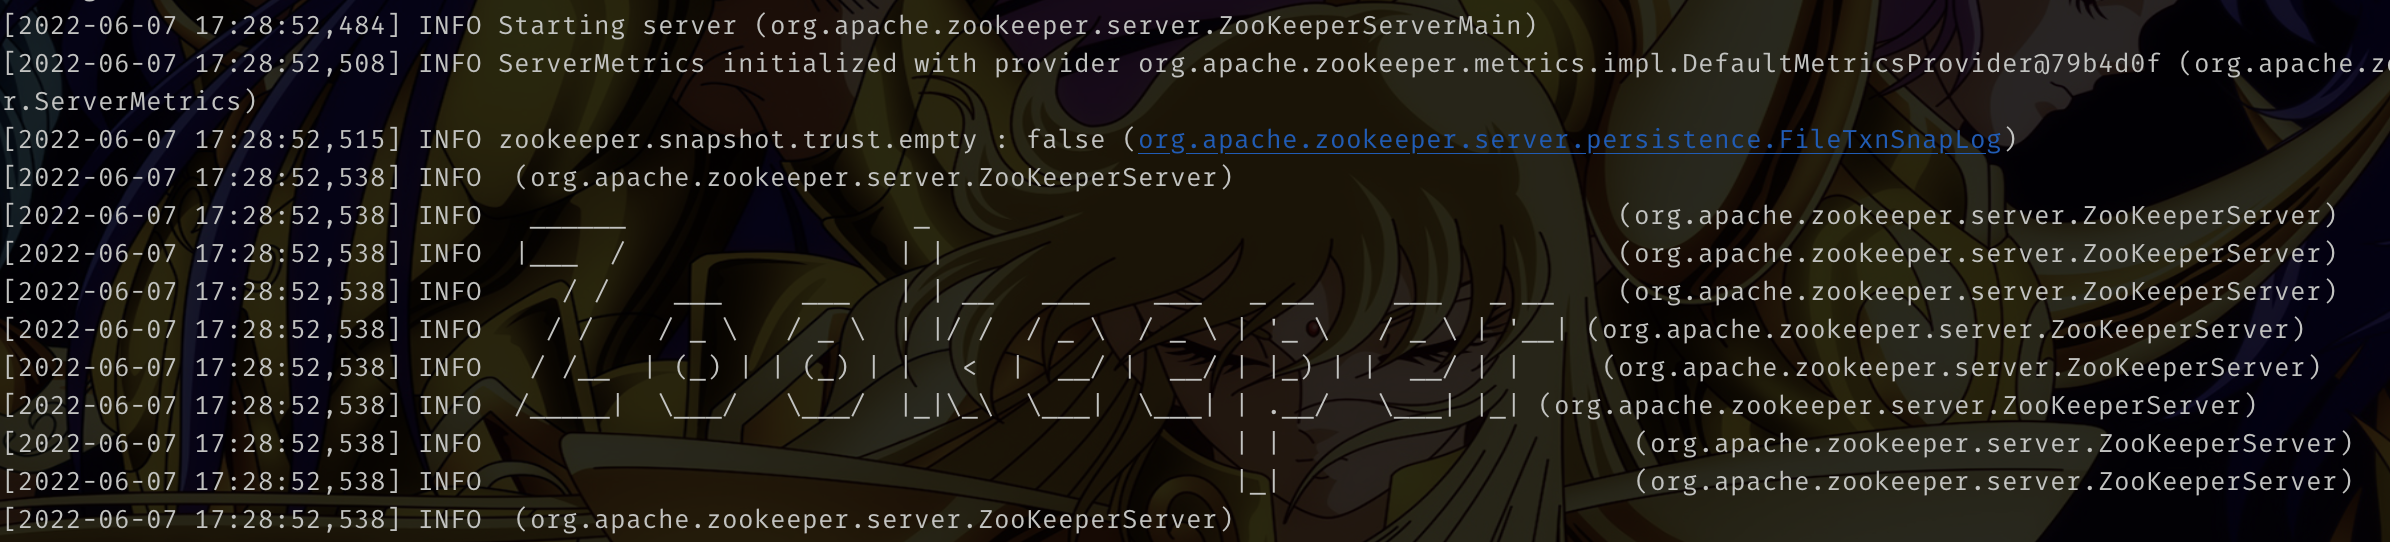 [2022-06-07 17:28:52,484] INFO Starting server (org.apache.zookeeper.server.ZooKeeperServerMain)
[2022-06-07 17:28:52,508] INFO ServerMetrics initialized with provider org.apache.zookeeper.metrics.impl.DefaultMetricsProvider@79b4d0f (org.apache.z
r.ServerMetrics)
[2022-06-07 17:28:52,515] INFO zookeeper.snapshot.trust.empty : false (org.apache.zookeeper.server.persistence.FileTxnSnapLog)
[2022-06-07 17:28:52,538] INFO  (org.apache.zookeeper.server.ZooKeeperServer)
[2022-06-07 17:28:52,538] INFO   ______                  _                                           (org.apache.zookeeper.server.ZooKeeperServer)
[2022-06-07 17:28:52,538] INFO  |___  /                 | |                                          (org.apache.zookeeper.server.ZooKeeperServer)
[2022-06-07 17:28:52,538] INFO     / /    ___     ___   | | __   ___    ___   _ __     ___   _ __    (org.apache.zookeeper.server.ZooKeeperServer)
[2022-06-07 17:28:52,538] INFO    / /    / _ \   / _ \  | |/ /  / _ \  / _ \ | '_ \   / _ \ | '__| (org.apache.zookeeper.server.ZooKeeperServer)
[2022-06-07 17:28:52,538] INFO   / /__  | (_) | | (_) | |   <  |  __/ |  __/ | |_) | |  __/ | |     (org.apache.zookeeper.server.ZooKeeperServer)
[2022-06-07 17:28:52,538] INFO  /_____|  \___/   \___/  |_|\_\  \___|  \___| | .__/   \___| |_| (org.apache.zookeeper.server.ZooKeeperServer)
[2022-06-07 17:28:52,538] INFO                                               | |                      (org.apache.zookeeper.server.ZooKeeperServer)
[2022-06-07 17:28:52,538] INFO                                               |_|                      (org.apache.zookeeper.server.ZooKeeperServer)
[2022-06-07 17:28:52,538] INFO  (org.apache.zookeeper.server.ZooKeeperServer)